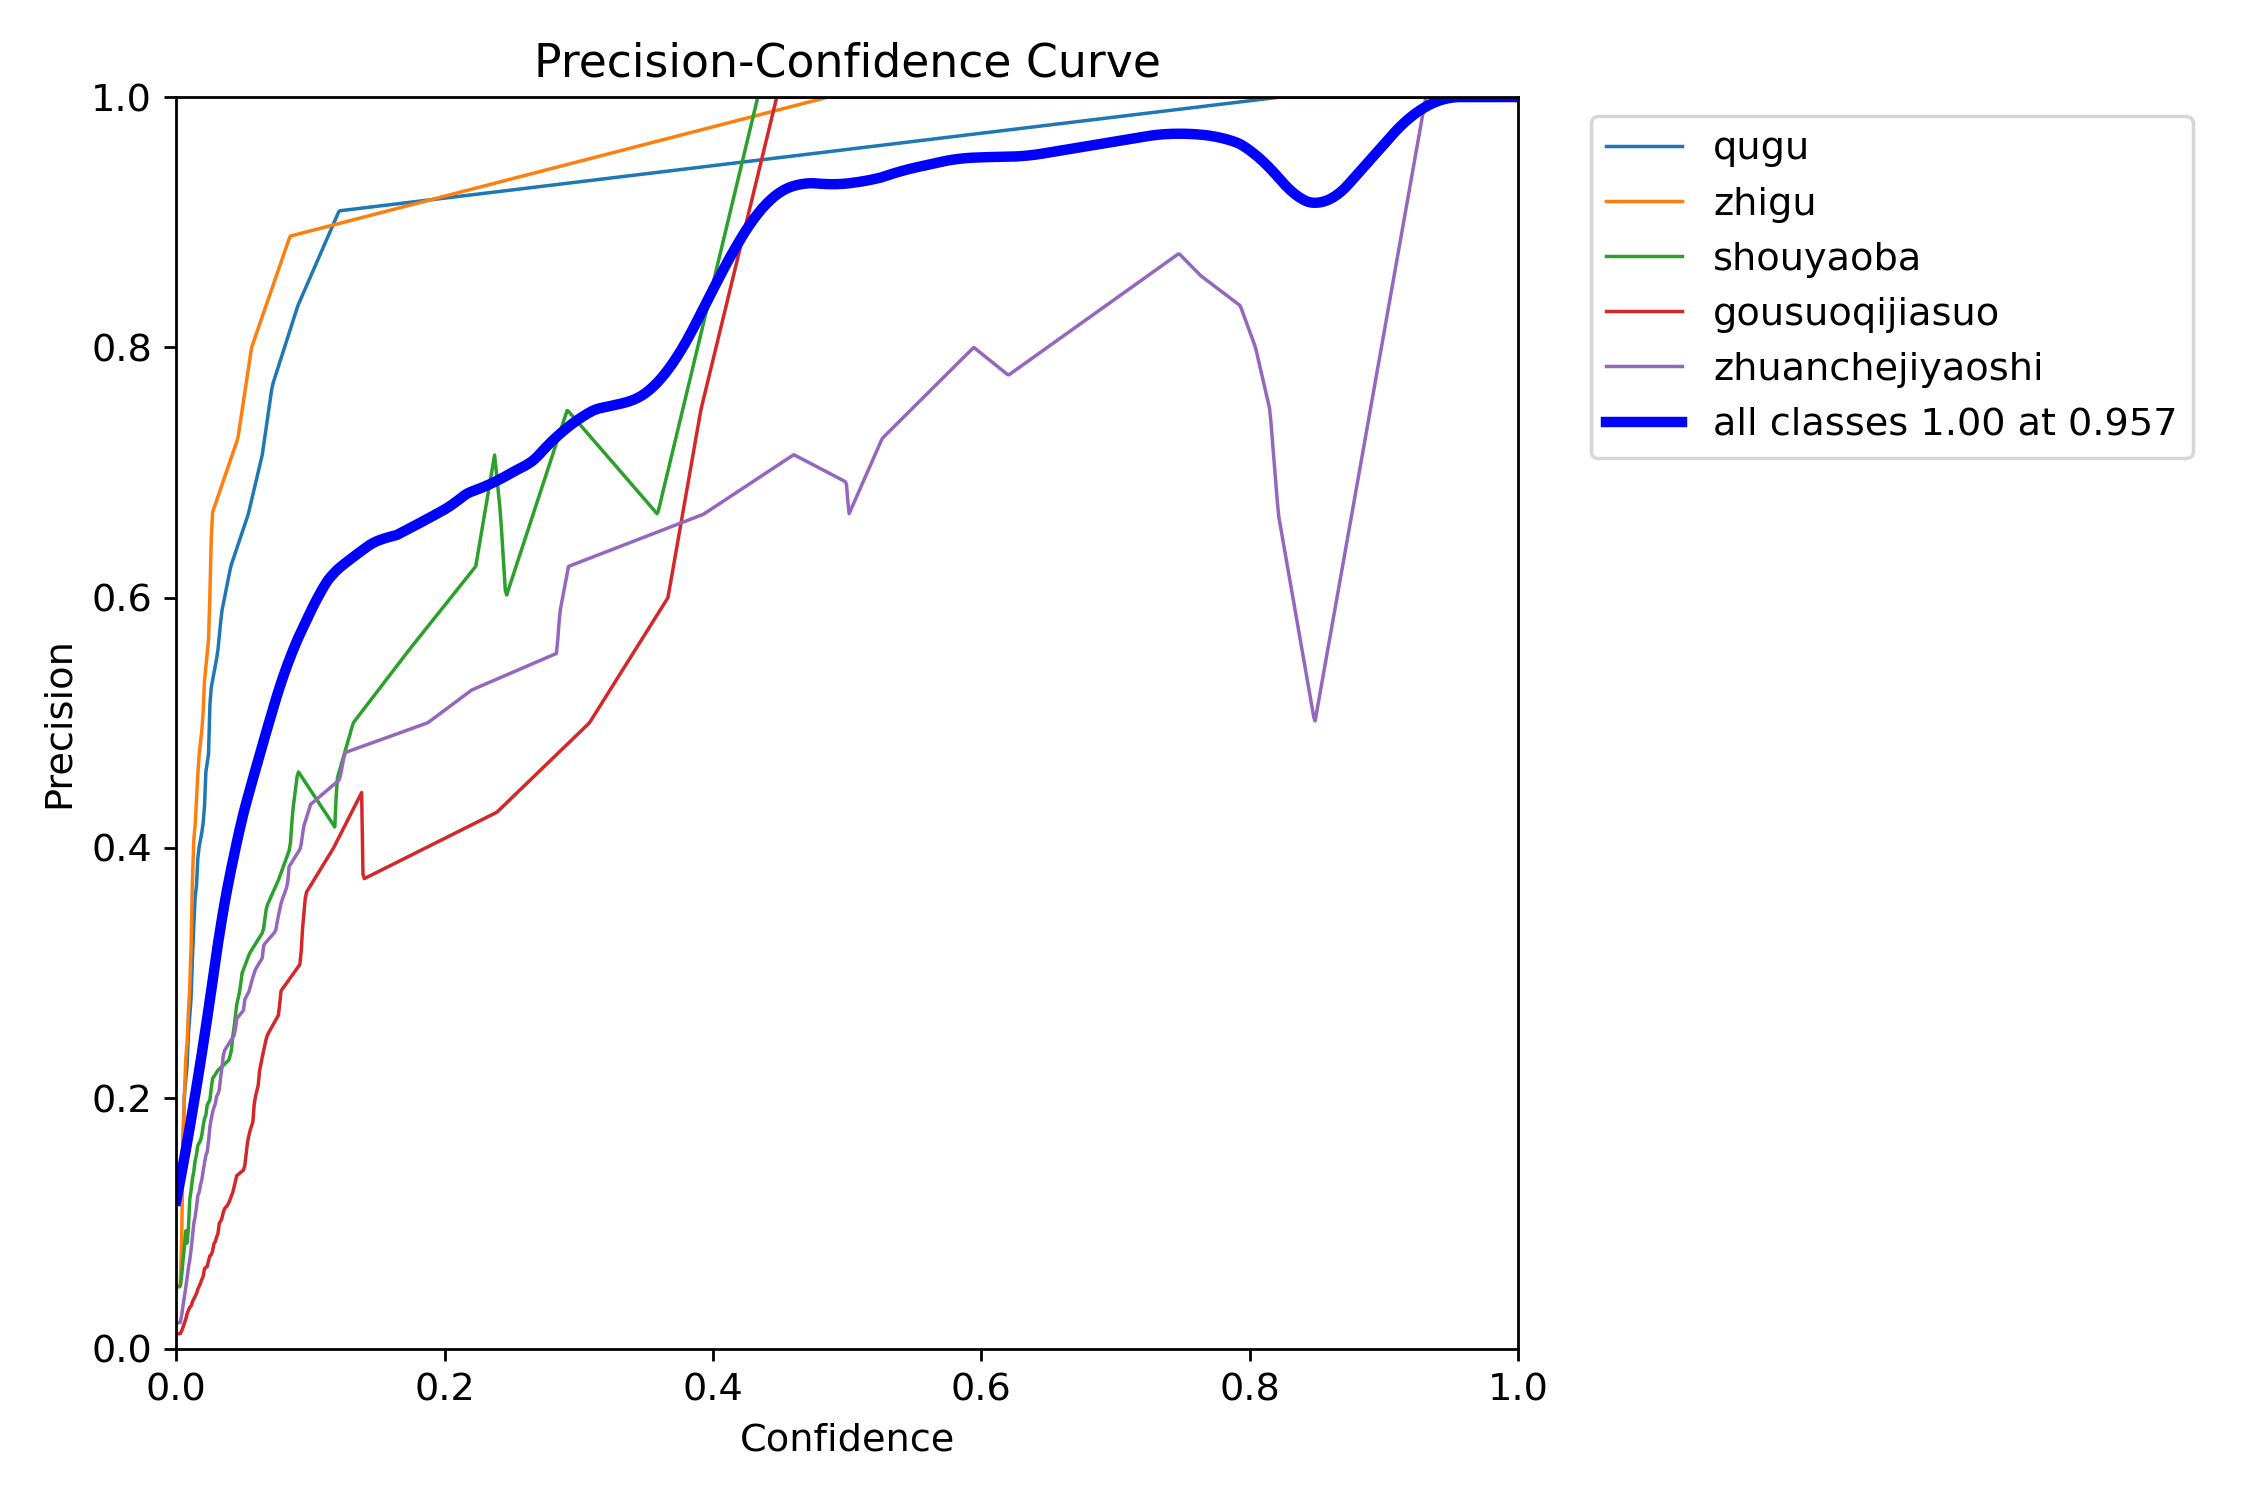 Precision-Confidence Curve
1.0
0.8
0.6
0.4
0.2
0.0
Precision
0.0 0.2 0.4 0.6 0.8 1.0
Confidence
qugu
zhigu
shouyaoba
gousuoqijiasuo
zhuanchejiyaoshi
all classes 1.00 at 0.957